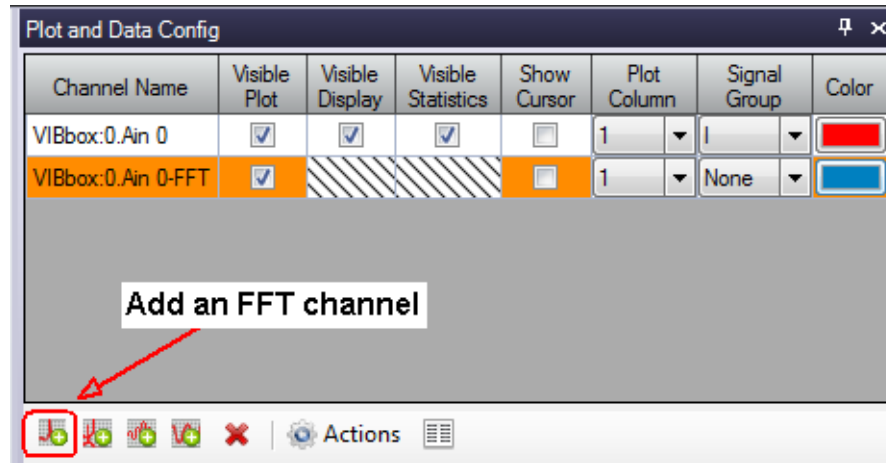 Plot and Data Config
Channel Name Visible Plot Visible Display Visible Statistics Show Cursor Plot Column Signal Group Color
VIBbox:0.Ain 0 1 I
VIBbox:0.Ain 0-FFT 1 None
Add an FFT channel
Actions